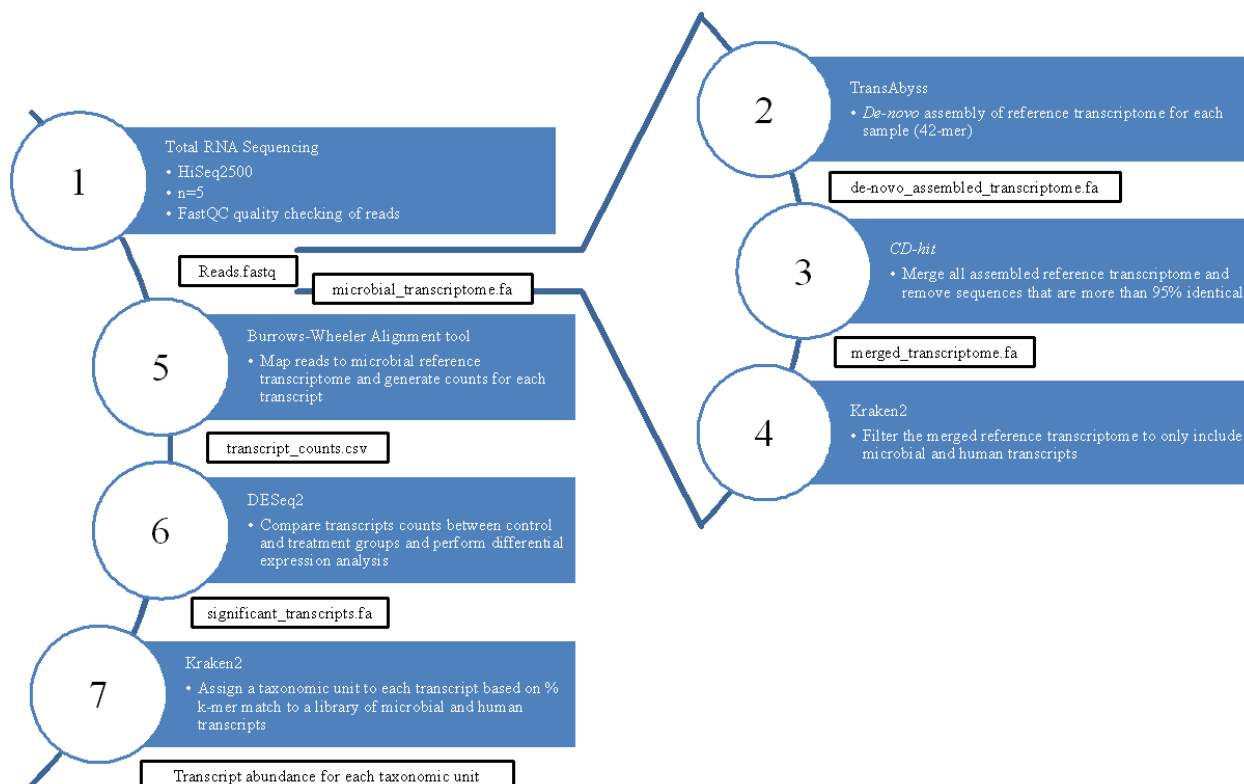 1
Total RNA Sequencing
• HiSeq2500
• n=5
• FastQC quality checking of reads
Reads.fastq
microbial_transcriptome.fa
2
TransAbyss
• De-novo assembly of reference transcriptome for each
sample (42-mer)
de-novo_assembled_transcriptome.fa
3
CD-hit
• Merge all assembled reference transcriptome and
remove sequences that are more than 95% identical
merged_transcriptome.fa
4
Kraken2
• Filter the merged reference transcriptome to only include
microbial and human transcripts
5
Burrows-Wheeler Alignment tool
• Map reads to microbial reference
transcriptome and generate counts for each
transcript
transcript_counts.csv
6
DESeq2
• Compare transcripts counts between control
and treatment groups and perform differential
expression analysis
significant_transcripts.fa
7
Kraken2
• Assign a taxonomic unit to each transcript based on %
k-mer match to a library of microbial and human
transcripts
Transcript abundance for each taxonomic unit